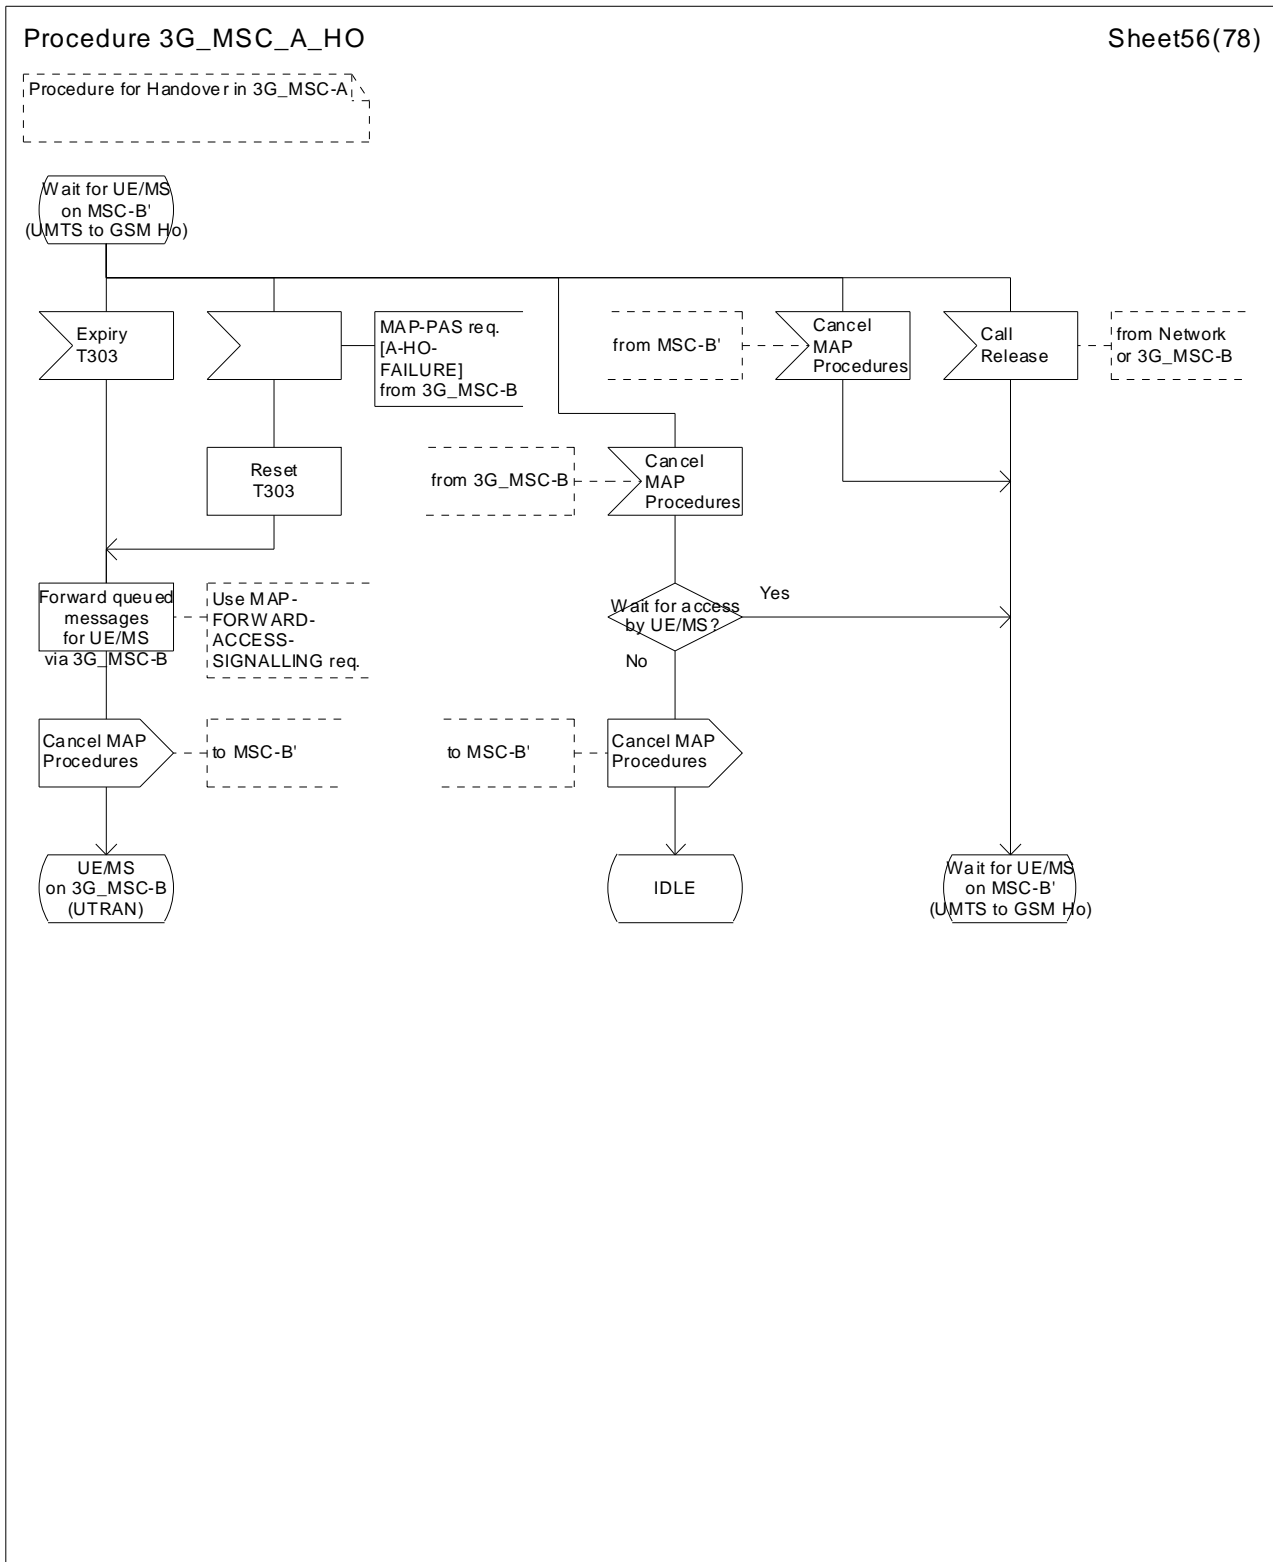 Procedure 3G_MSC_A_HO
Sheet56(78)
Procedure for Handover in 3G_MSC-A
Wait for UE/MS
on MSC-B'
(UMTS to GSM Ho)
Expiry
T303
MAP-PAS req.
[A-HO-
FAILURE]
from 3G_MSC-B
from MSC-B'
Cancel
MAP
Procedures
Call
Release
from Network
or 3G_MSC-B
Reset
T303
from 3G_MSC-B
Cancel
MAP
Procedures
Forward queued
messages
for UE/MS
via 3G_MSC-B
Use MAP-
FORWARD-
ACCESS-
SIGNALLING req.
Wait for access
by UE/MS?
Yes
No
Cancel MAP
Procedures
to MSC-B'
to MSC-B'
Cancel MAP
Procedures
UE/MS
on 3G_MSC-B
(UTRAN)
IDLE
Wait for UE/MS
on MSC-B'
(UMTS to GSM Ho)